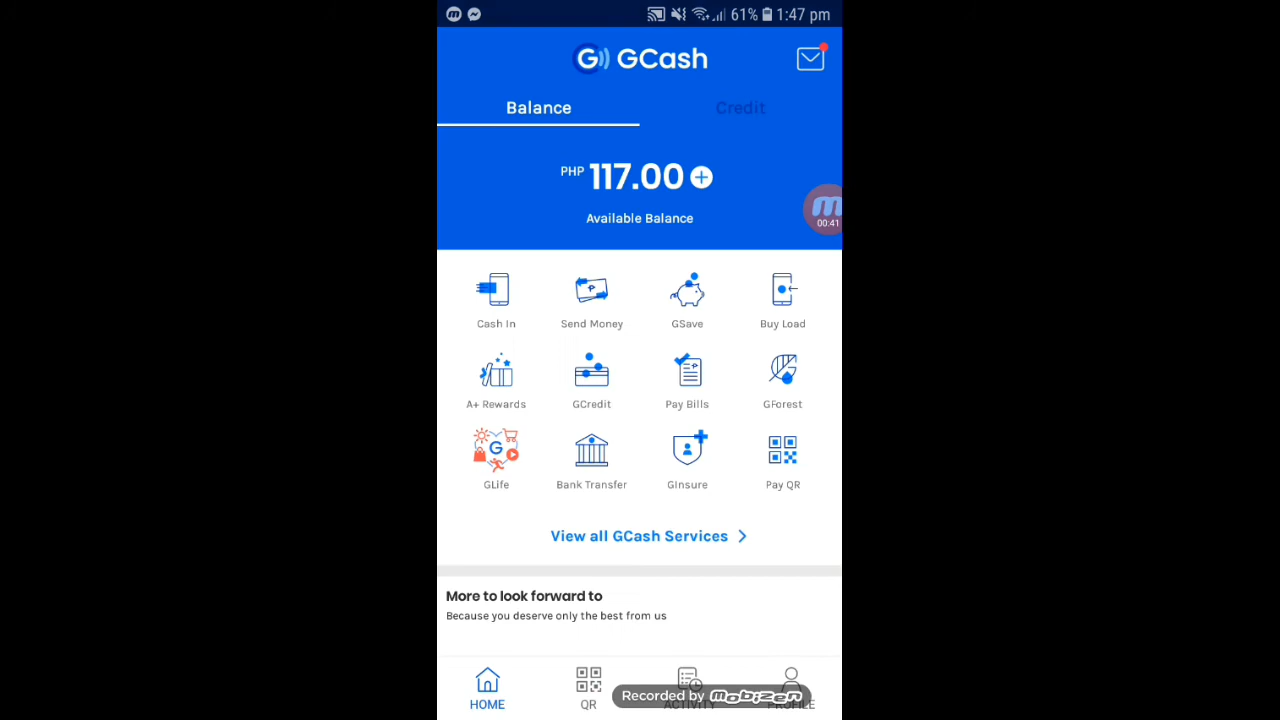 61% 1:47 pm
GCash
Balance
Credit
PHP 117.00
Available Balance
00:41
Cash In
Send Money
GSave
Buy Load
A+ Rewards
GCredit
Pay Bills
GForest
G
GLife
Bank Transfer
GInsure
Pay QR
View all GCash Services
More to look forward to
Because you deserve only the best from us
HOME
QR
ACTIVITY
PROFILE
Recorded by MOBIZEN